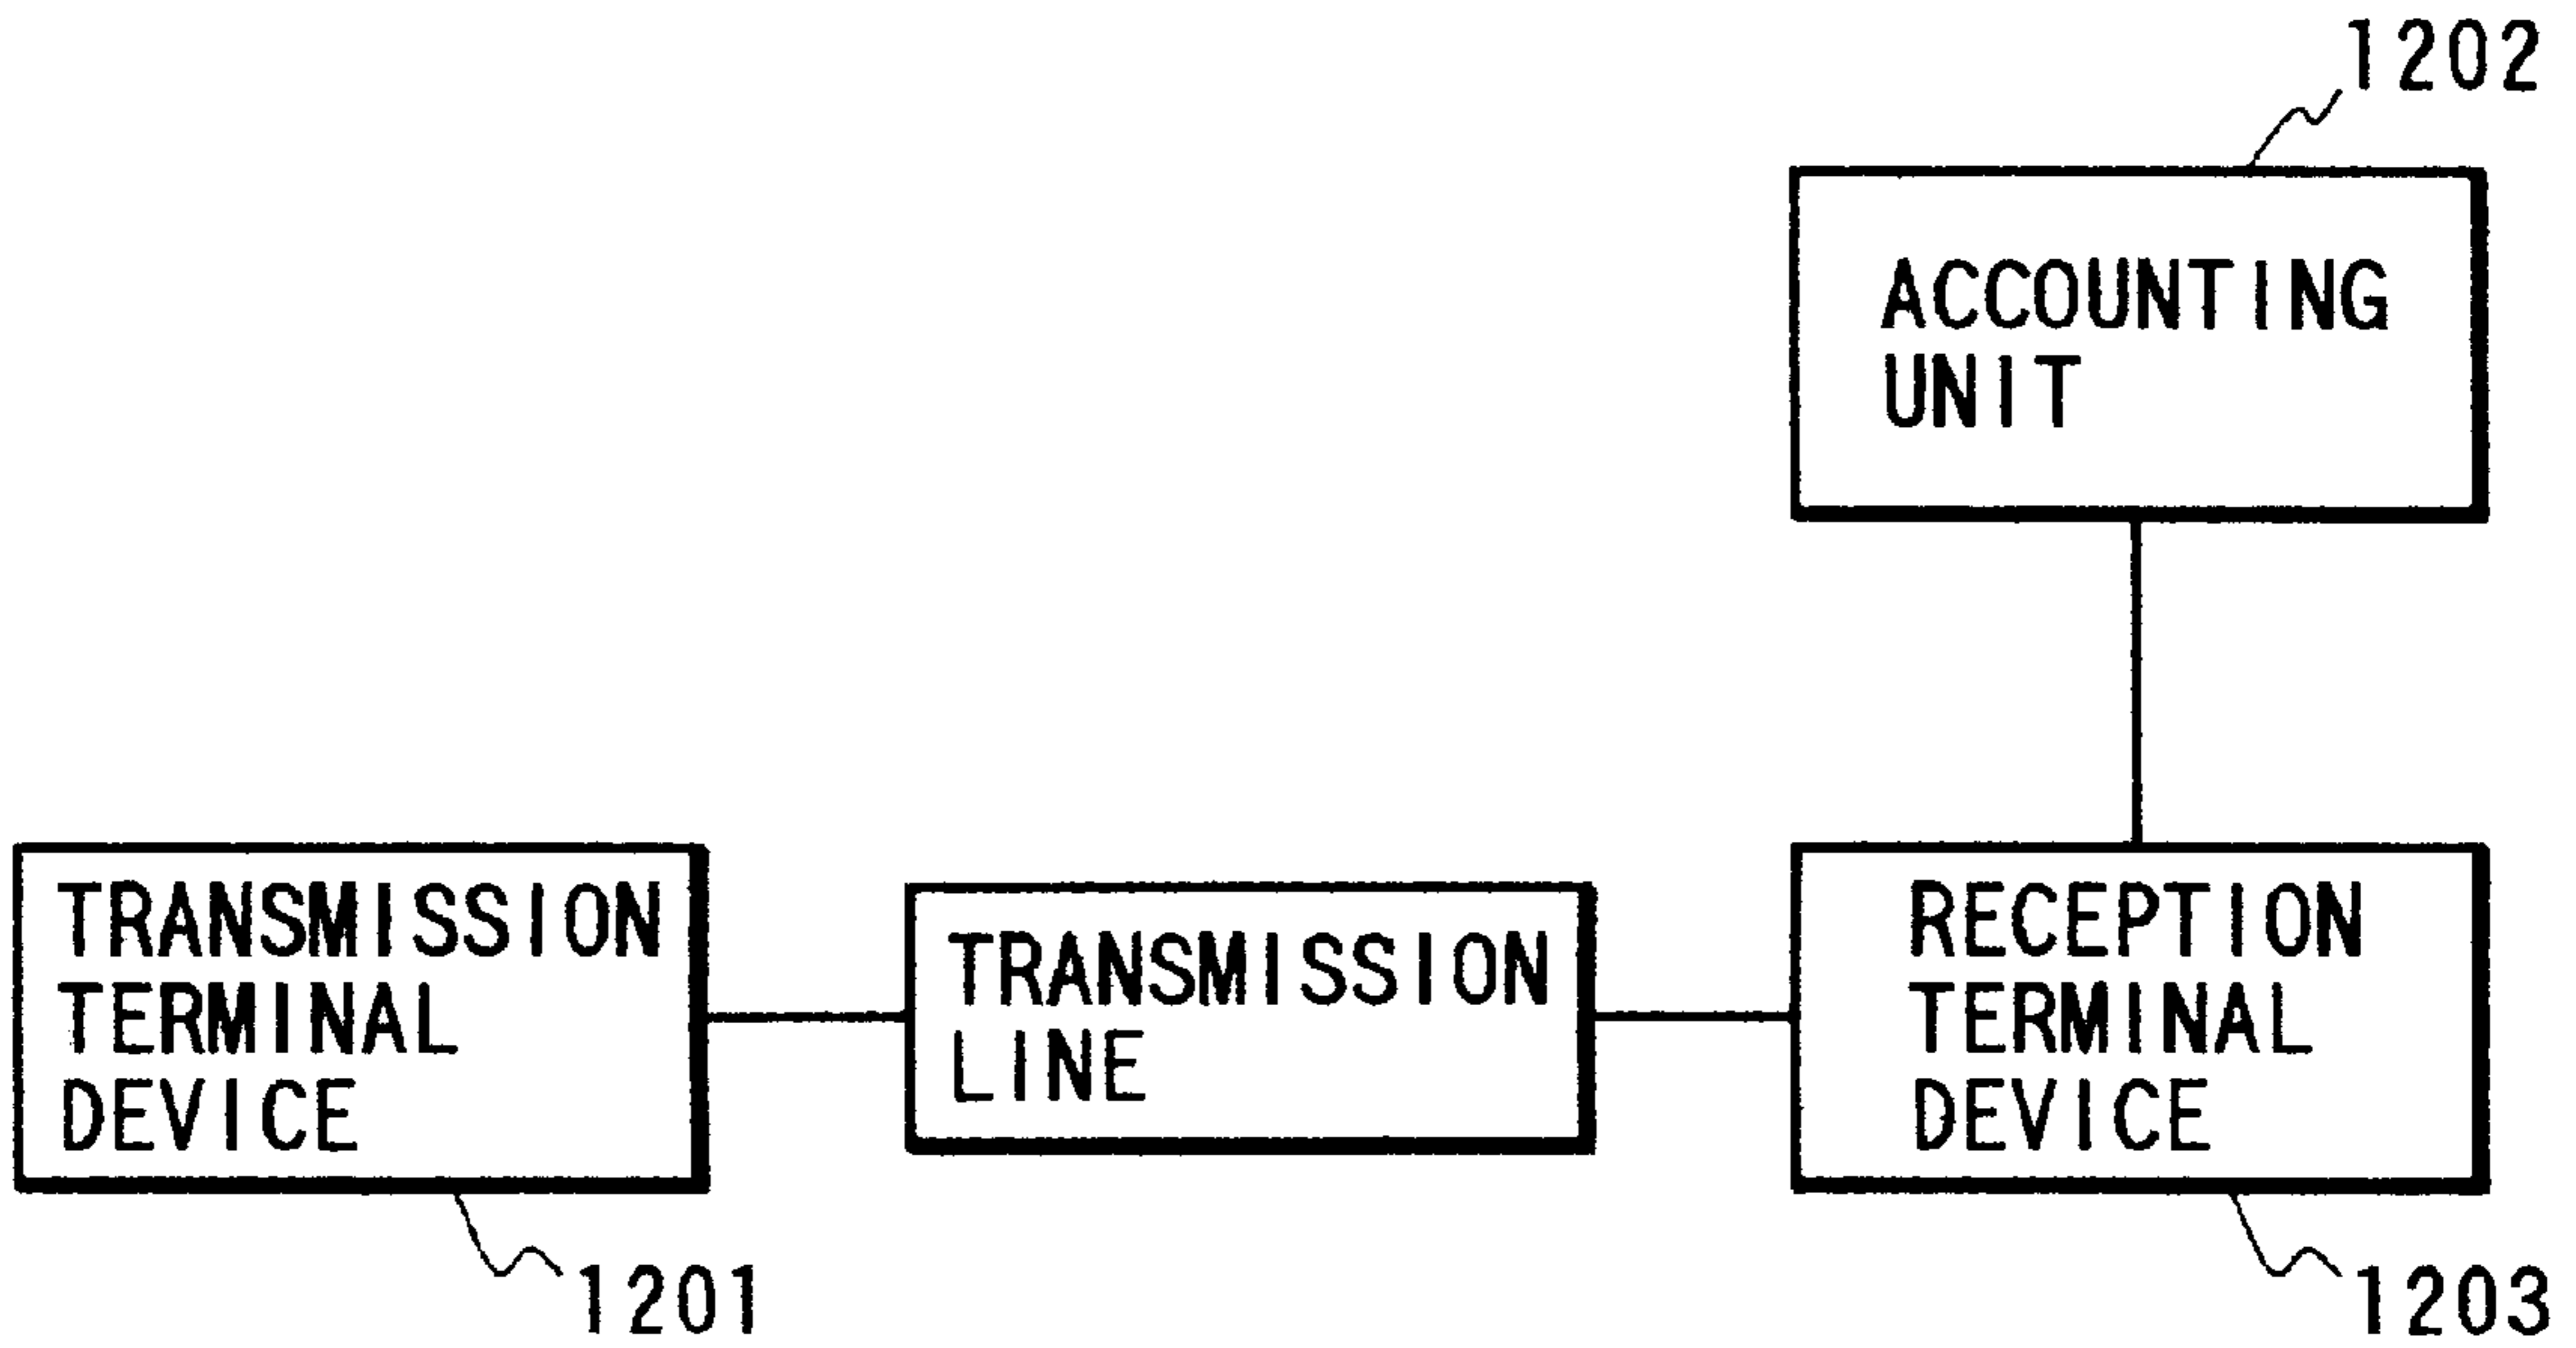 1202
ACCOUNTING
UNIT
TRANSMISSION
TERMINAL
DEVICE
TRANSMISSION
LINE
RECEPTION
TERMINAL
DEVICE
1201
1203